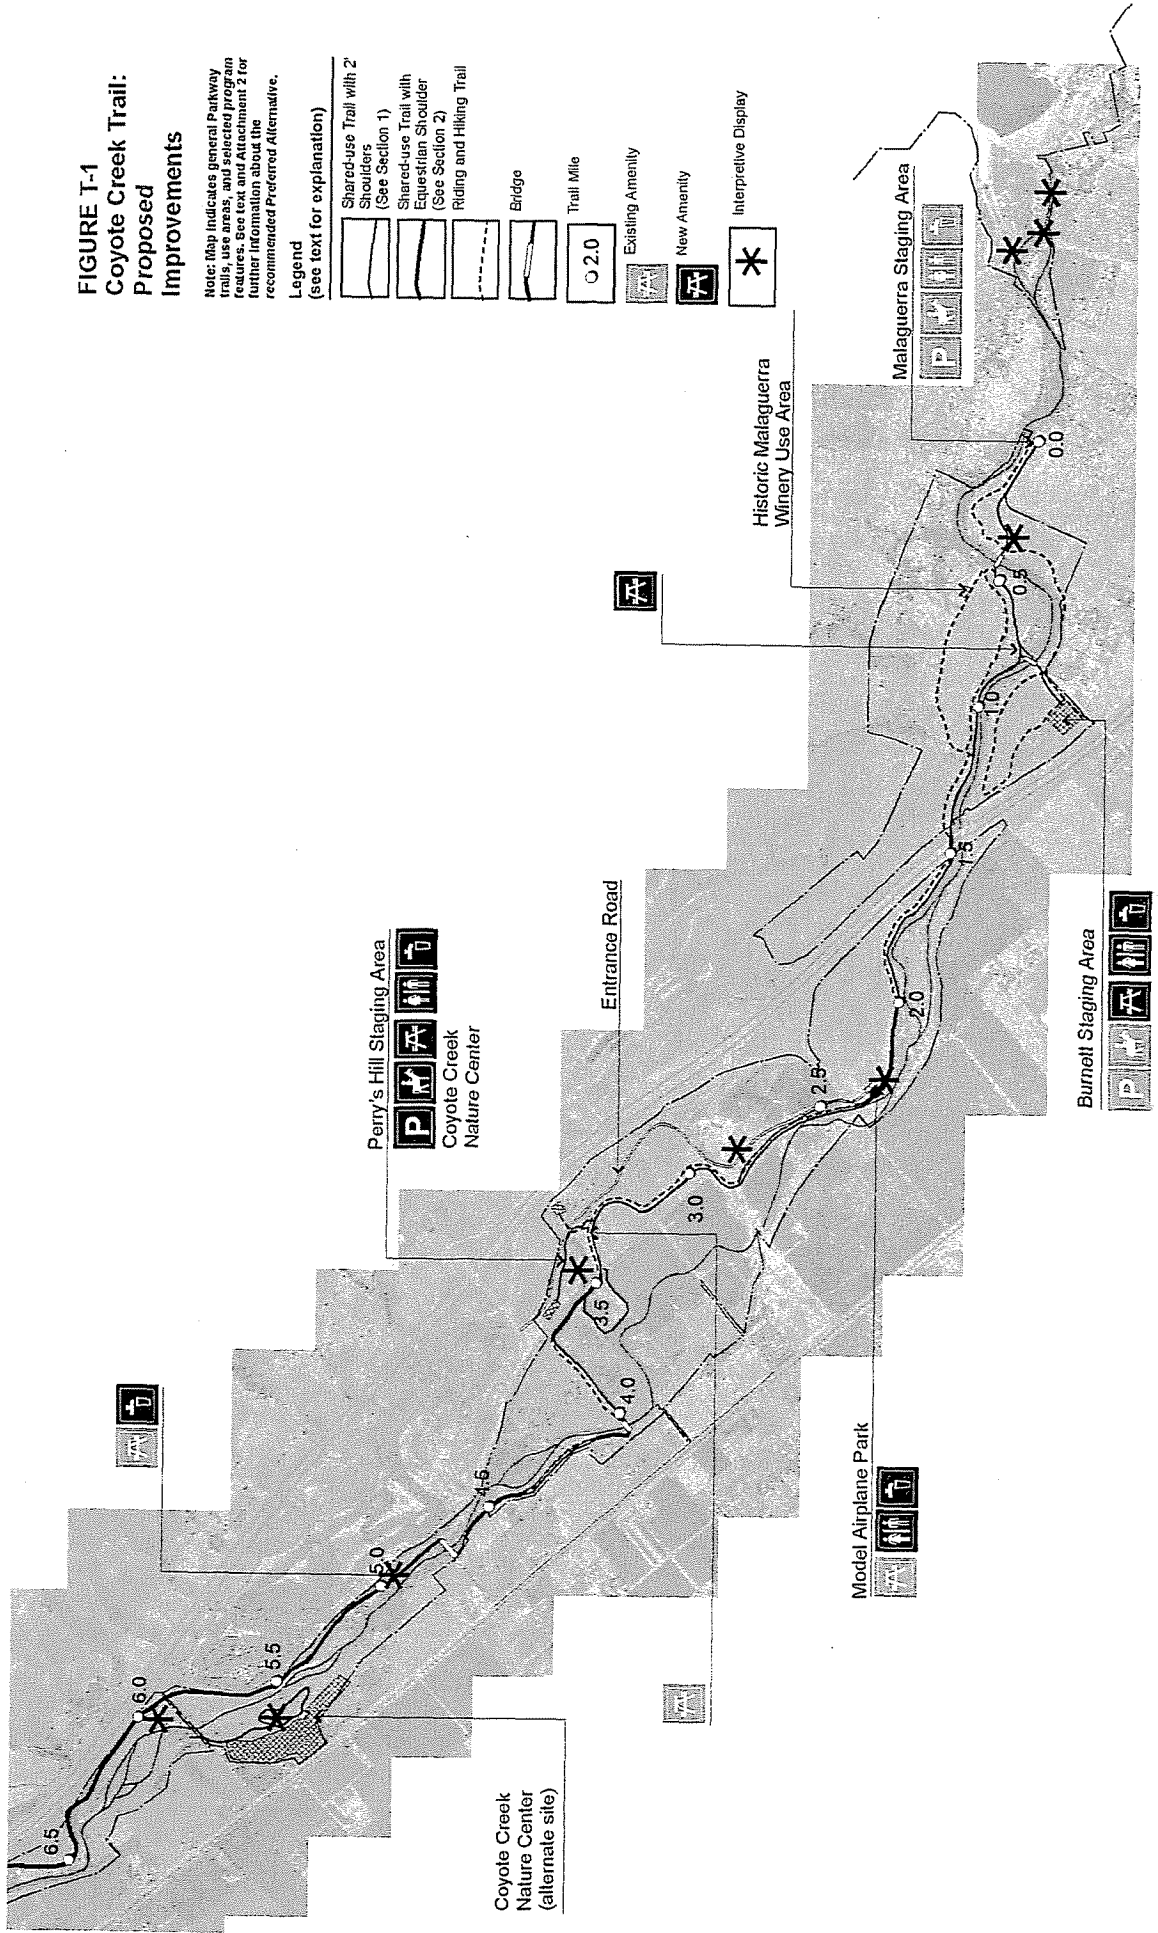 FIGURE T-1
Coyote Creek Trail:
Proposed
Improvements
Note: Map indicates general Parkway
trails, use areas, and selected program
features. See text and Attachment 2 for
further information about the
recommended Preferred Alternative.
Legend
(see text for explanation)
Shared-use Trail with 2'
Shoulders
(See Section 1)
Shared-use Trail with
Equestrian Shoulder
(See Section 2)
Riding and Hiking Trail
Bridge
2.0
Trail Mile
Existing Amenity
New Amenity
Interpretive Display
Malaguerra Staging Area
P
Historic Malaguerra
Winery Use Area
0.0
0.5
1.0
1.5
2.0
2.5
3.0
3.5
4.0
4.5
5.0
5.5
6.0
6.5
Entrance Road
Perry's Hill Staging Area
P
Coyote Creek
Nature Center
Burnett Staging Area
P
Model Airplane Park
Coyote Creek
Nature Center
(alternate site)